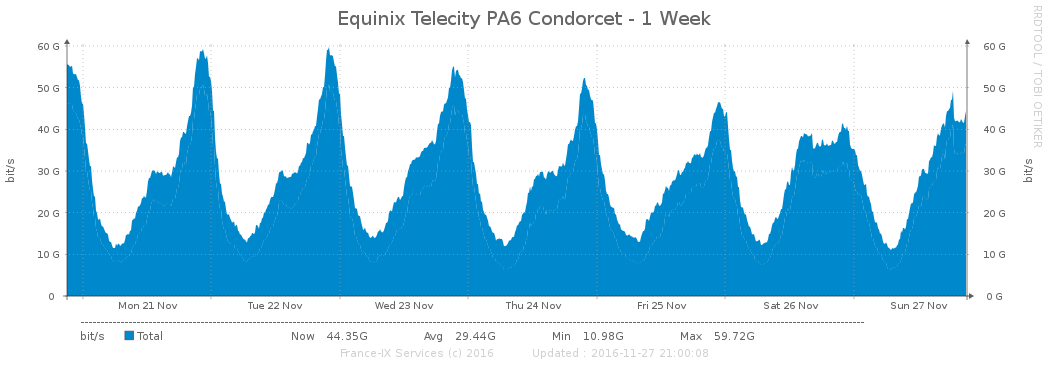 Equinix Telecity PA6 Condorcet - 1 Week
RRDTOOL / TOBI OETIKER
60 G 60 G
50 G 50 G
40 G 40 G
30 G 30 G
20 G 20 G
10 G 10 G
0 0 G
bit/s bit/s
Mon 21 Nov Tue 22 Nov Wed 23 Nov Thu 24 Nov Fri 25 Nov Sat 26 Nov Sun 27 Nov
bit/s Total Now 44.35G Avg 29.44G Min 10.98G Max 59.72G
France-IX Services (c) 2016 Updated : 2016-11-27 21:00:08